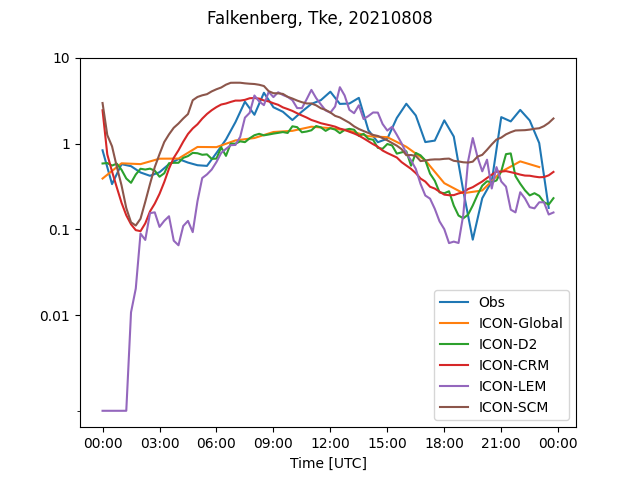 Falkenberg, Tke, 20210808
10
1
0.1
0.01
Obs
ICON-Global
ICON-D2
ICON-CRM
ICON-LEM
ICON-SCM
00:00 03:00 06:00 09:00 12:00 15:00 18:00 21:00 00:00
Time [UTC]